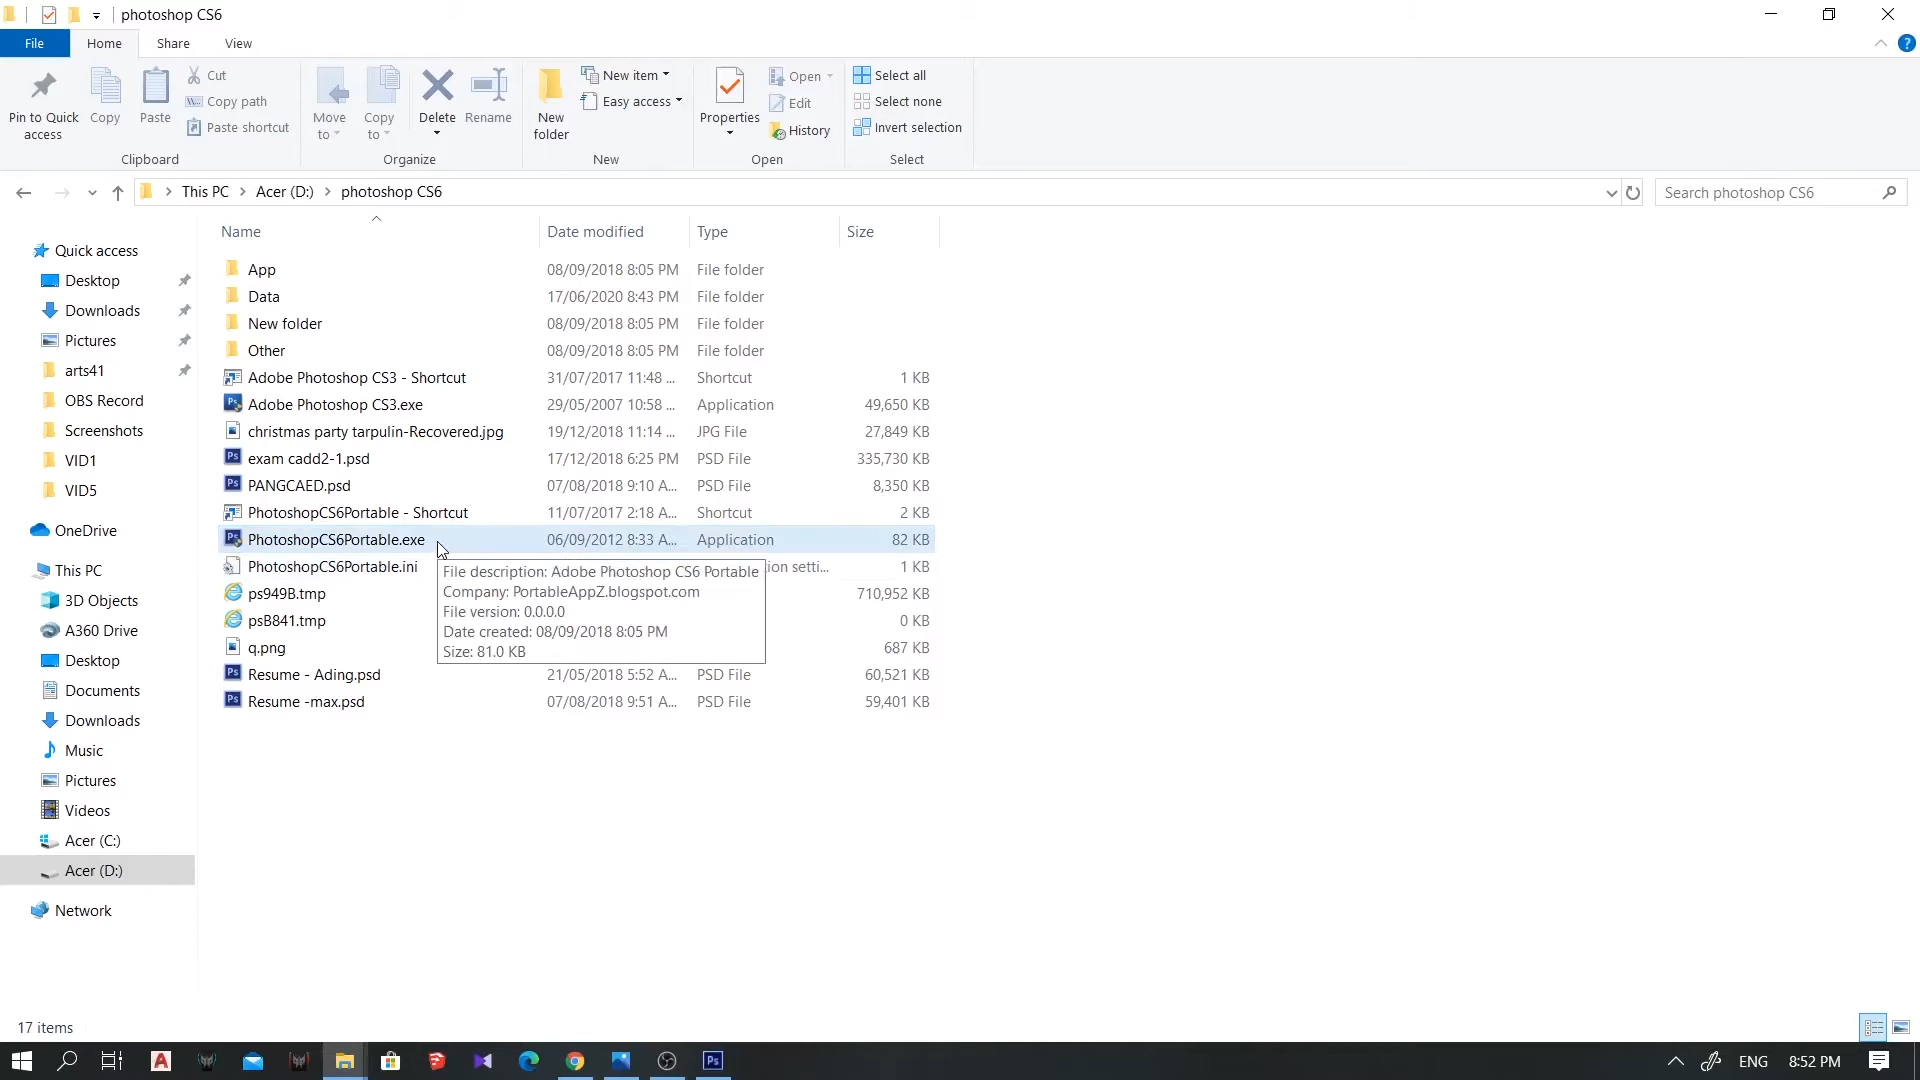 photoshop CS6
File Home Share View
Pin to Quick access
Copy
Paste
Cut
Copy path
Paste shortcut
Clipboard
Move to
Copy to
Delete
Rename
Organize
New folder
New item
Easy access
New
Properties
Open
Edit
History
Open
Select all
Select none
Invert selection
Select
This PC > Acer (D:) > photoshop CS6
Search photoshop CS6
Quick access
Desktop
Downloads
Pictures
arts41
OBS Record
Screenshots
VID1
VID5
OneDrive
This PC
3D Objects
A360 Drive
Desktop
Documents
Downloads
Music
Pictures
Videos
Acer (C:)
Acer (D:)
Network
Name Date modified Type Size
App 08/09/2018 8:05 PM File folder
Data 17/06/2020 8:43 PM File folder
New folder 08/09/2018 8:05 PM File folder
Other 08/09/2018 8:05 PM File folder
Adobe Photoshop CS3 - Shortcut 31/07/2017 11:48 ... Shortcut 1 KB
Adobe Photoshop CS3.exe 29/05/2007 10:58 ... Application 49,650 KB
christmas party tarpulin-Recovered.jpg 19/12/2018 11:14 ... JPG File 27,849 KB
exam cadd2-1.psd 17/12/2018 6:25 PM PSD File 335,730 KB
PANGCAED.psd 07/08/2018 9:10 A... PSD File 8,350 KB
PhotoshopCS6Portable - Shortcut 11/07/2017 2:18 A... Shortcut 2 KB
PhotoshopCS6Portable.exe 06/09/2012 8:33 A... Application 82 KB
PhotoshopCS6Portable.ini ion setti... 1 KB
ps949B.tmp 710,952 KB
psB841.tmp 0 KB
q.png 687 KB
Resume - Ading.psd 21/05/2018 5:52 A... PSD File 60,521 KB
Resume -max.psd 07/08/2018 9:51 A... PSD File 59,401 KB
File description: Adobe Photoshop CS6 Portable
Company: PortableAppZ.blogspot.com
File version: 0.0.0.0
Date created: 08/09/2018 8:05 PM
Size: 81.0 KB
17 items
ENG 8:52 PM